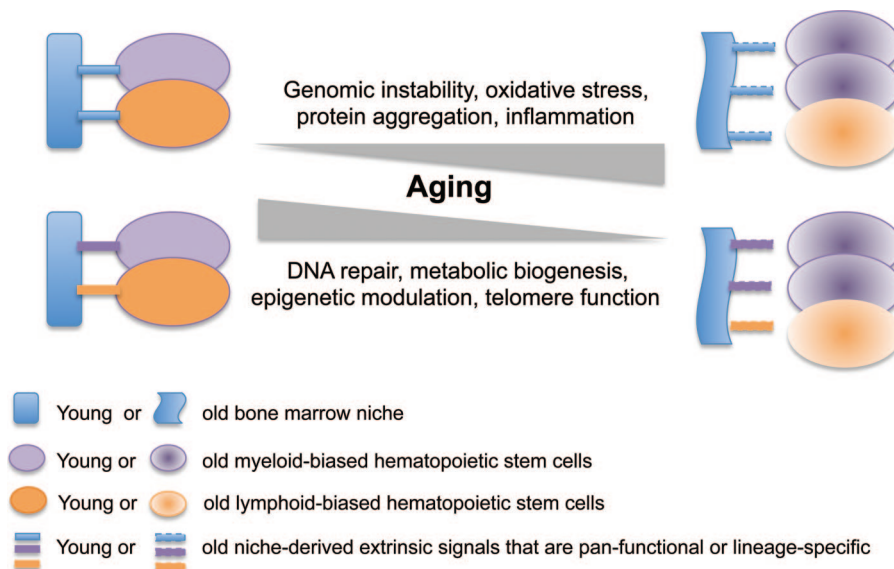 Genomic instability, oxidative stress,
protein aggregation, inflammation
Aging
DNA repair, metabolic biogenesis,
epigenetic modulation, telomere function
Young or old bone marrow niche
Young or old myeloid-biased hematopoietic stem cells
Young or old lymphoid-biased hematopoietic stem cells
Young or old niche-derived extrinsic signals that are pan-functional or lineage-specific